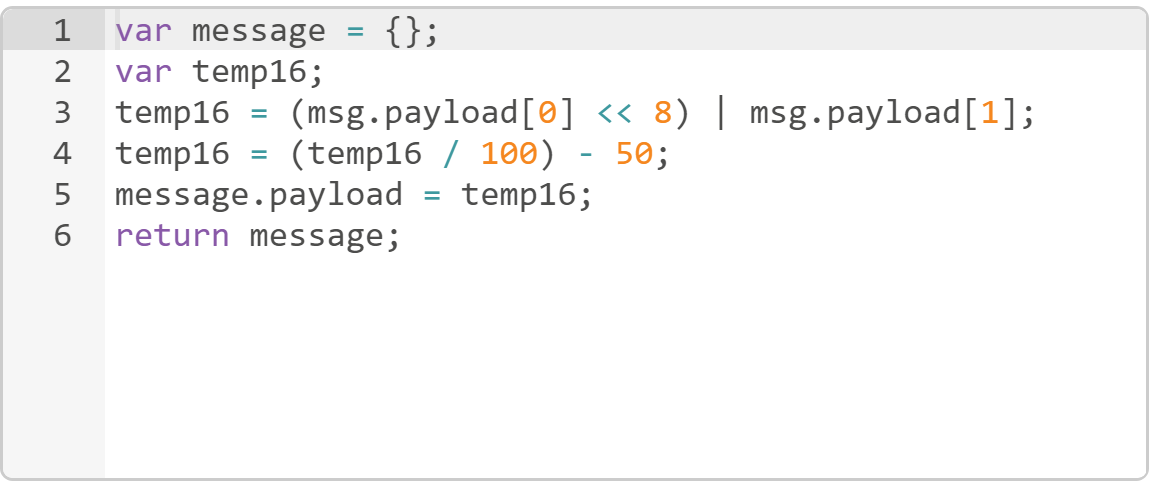 1 var message = {};
2 var temp16;
3 temp16 = (msg.payload[0] << 8) | msg.payload[1];
4 temp16 = (temp16 / 100) - 50;
5 message.payload = temp16;
6 return message;